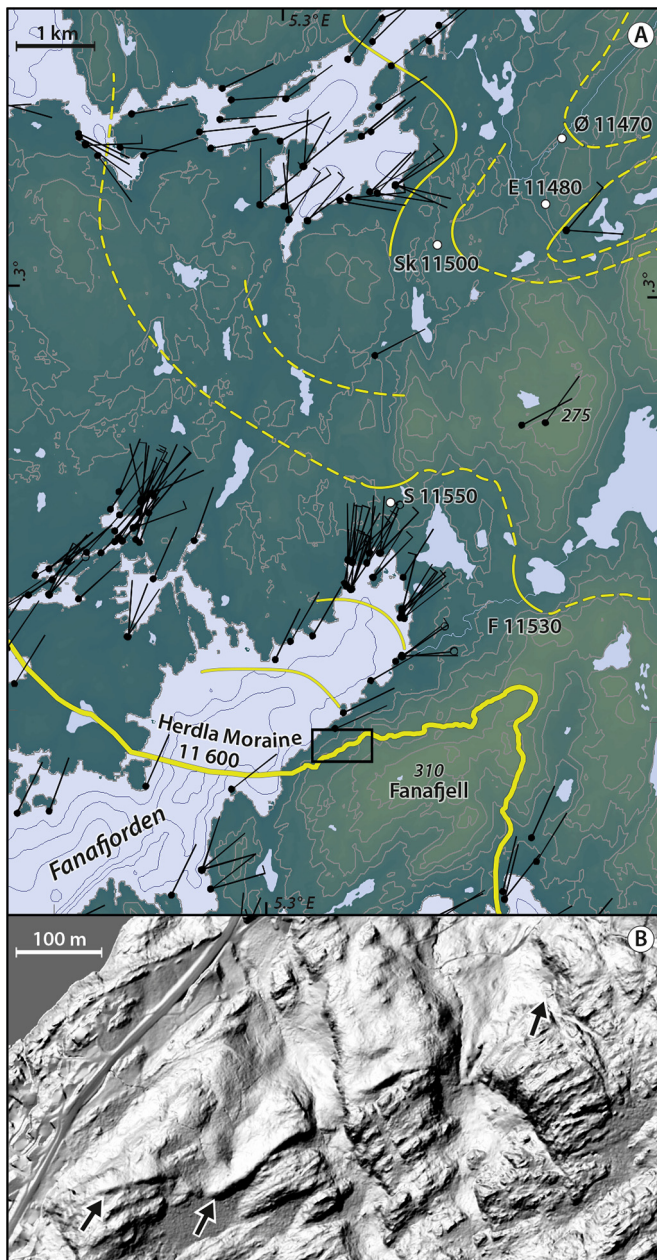 5.3° E
A
1 km
Ø 11470
E 11480
Sk 11500
.3°
.3°
275
S 11550
F 11530
Herdla Moraine
11 600
310
Fanafjell
Fanafjorden
5.3° E
100 m
B